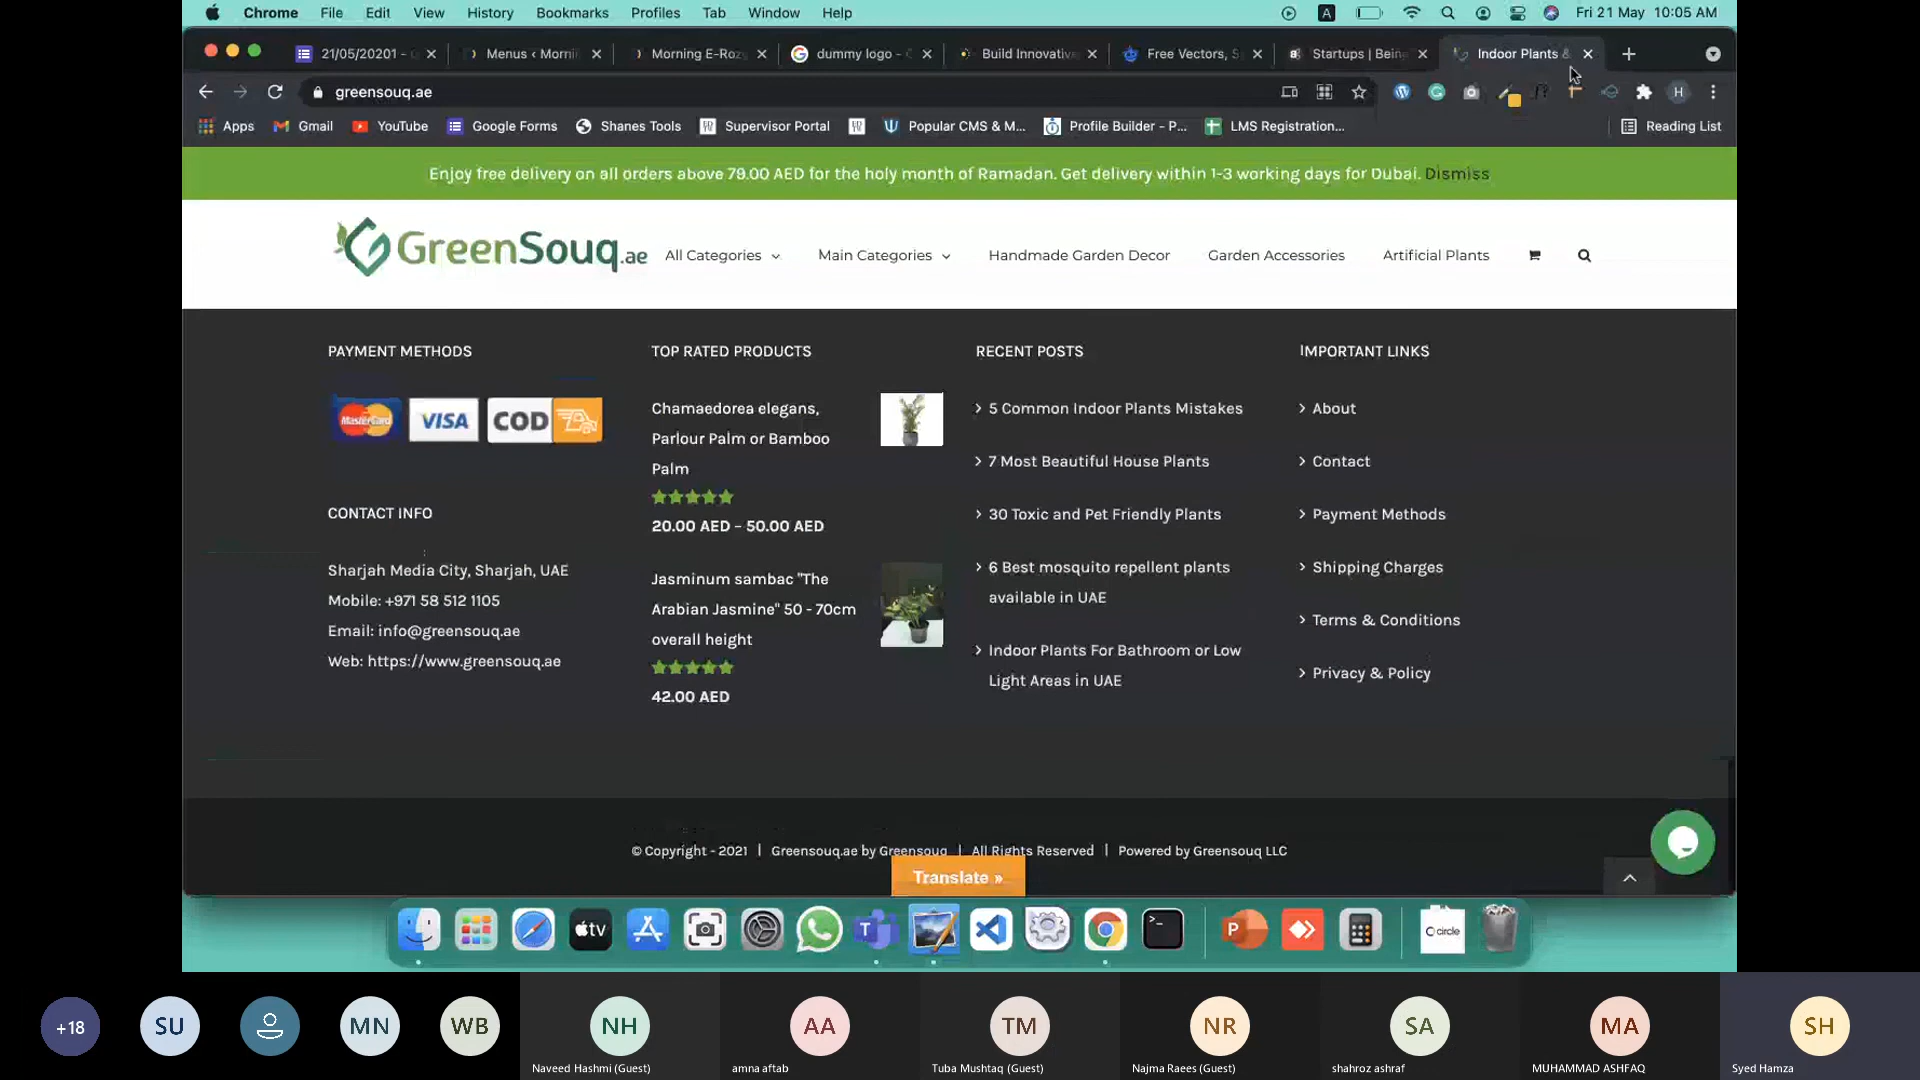 Chrome File Edit View History Bookmarks Profiles Tab Window Help
A Fri 21 May 10:05 AM
21/05/20201 - Menus ‹ Morni Morning E-Roz dummy logo - Build Innovative Free Vectors, S Startups | Being Indoor Plants &
greensouq.ae H
Apps Gmail YouTube Google Forms Shanes Tools Supervisor Portal Popular CMS & M... Profile Builder - P... LMS Registration... Reading List
Enjoy free delivery on all orders above 79.00 AED for the holy month of Ramadan. Get delivery within 1-3 working days for Dubai. Dismiss
GreenSouq.ae All Categories Main Categories Handmade Garden Decor Garden Accessories Artificial Plants
PAYMENT METHODS
MasterCard VISA COD
CONTACT INFO
Sharjah Media City, Sharjah, UAE
Mobile: +971 58 512 1105
Email: info@greensouq.ae
Web: https://www.greensouq.ae
TOP RATED PRODUCTS
Chamaedorea elegans,
Parlour Palm or Bamboo
Palm
20.00 AED – 50.00 AED
Jasminum sambac "The
Arabian Jasmine" 50 - 70cm
overall height
42.00 AED
RECENT POSTS
5 Common Indoor Plants Mistakes
7 Most Beautiful House Plants
30 Toxic and Pet Friendly Plants
6 Best mosquito repellent plants
available in UAE
Indoor Plants For Bathroom or Low
Light Areas in UAE
IMPORTANT LINKS
About
Contact
Payment Methods
Shipping Charges
Terms & Conditions
Privacy & Policy
© Copyright - 2021 | Greensouq.ae by Greensouq | All Rights Reserved | Powered by Greensouq LLC
Translate »
tv T P circle
+18 SU MN WB NH AA TM NR SA MA SH
Naveed Hashmi (Guest) amna aftab Tuba Mushtaq (Guest) Najma Raees (Guest) shahroz ashraf MUHAMMAD ASHFAQ Syed Hamza